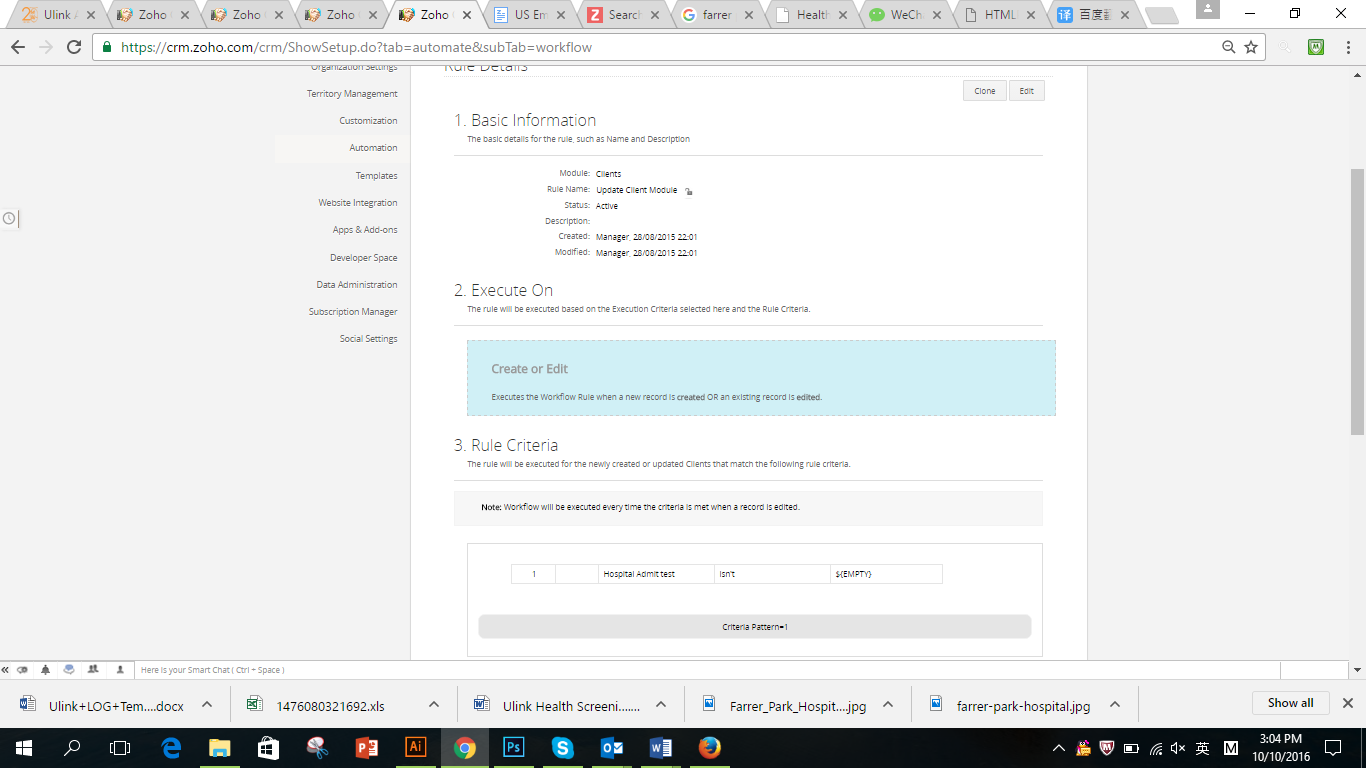 Ulink A
Zoho
Zoho
Zoho
Zoho
US Em
Search
farrer
Health
WeCh
HTML
百度
https://crm.zoho.com/crm/ShowSetup.do?tab=automate&subTab=workflow
Organization Settings
Territory Management
Customization
Automation
Templates
Website Integration
Apps & Add-ons
Developer Space
Data Administration
Subscription Manager
Social Settings
Rule Details
Clone
Edit
1. Basic Information
The basic details for the rule, such as Name and Description
Module: Clients
Rule Name: Update Client Module
Status: Active
Description:
Created: Manager, 28/08/2015 22:01
Modified: Manager, 28/08/2015 22:01
2. Execute On
The rule will be executed based on the Execution Criteria selected here and the Rule Criteria.
Create or Edit
Executes the Workflow Rule when a new record is created OR an existing record is edited.
3. Rule Criteria
The rule will be executed for the newly created or updated Clients that match the following rule criteria.
Note: Workflow will be executed every time the criteria is met when a record is edited.
1 Hospital Admit test isn't ${EMPTY}
Criteria Pattern=1
Here is your Smart Chat ( Ctrl + Space )
Ulink+LOG+Tem....docx
1476080321692.xls
Ulink Health Screeni.......
Farrer_Park_Hospit....jpg
farrer-park-hospital.jpg
Show all
英
M
3:04 PM
10/10/2016